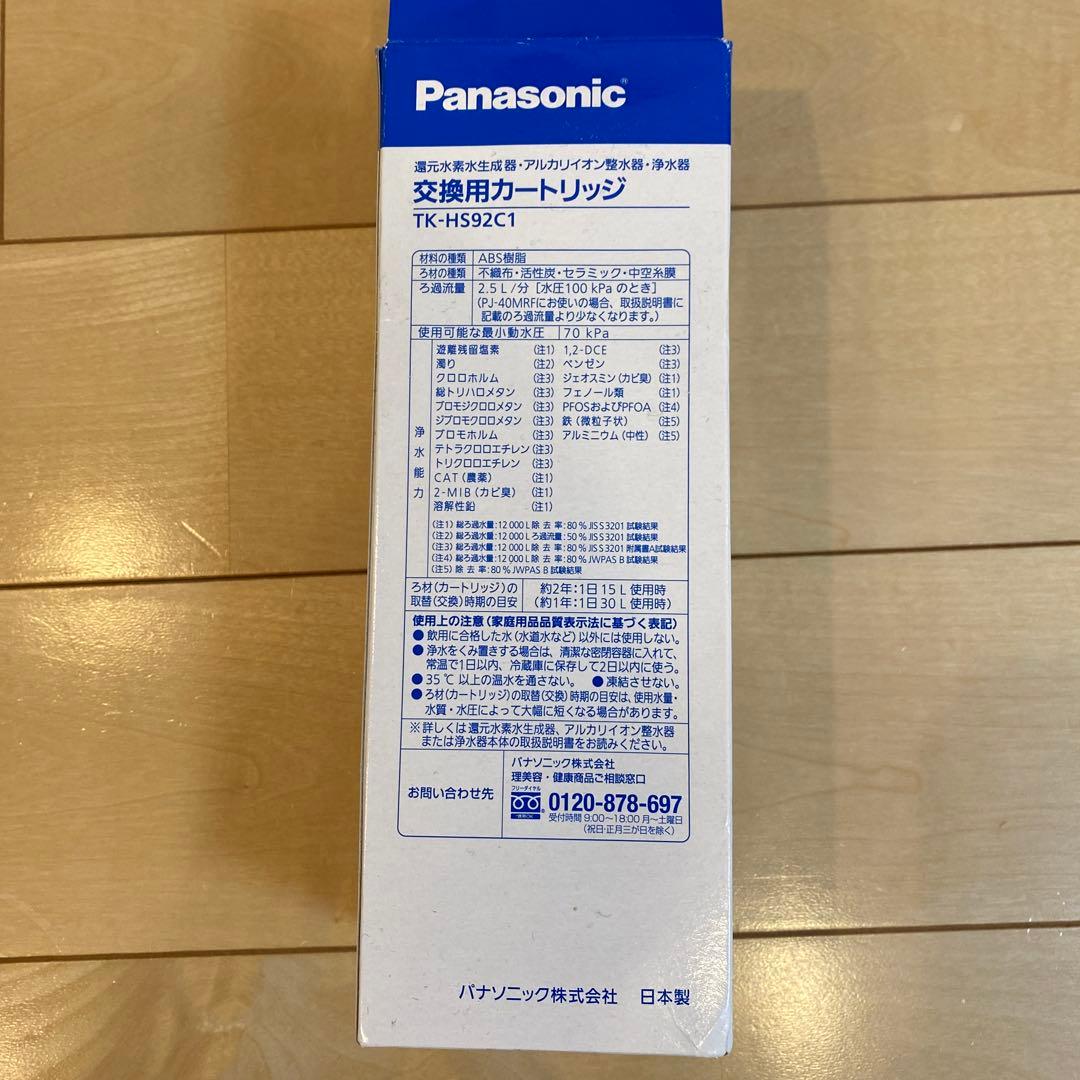 Panasonic®
還元水素水生成器・アルカリイオン整水器・浄水器
交換用カートリッジ
TK-HS92C1
材料の種類 ABS樹脂
ろ材の種類 不織布・活性炭・セラミック・中空糸膜
ろ過流量 2.5 L/分［水圧100 kPa のとき］
(PJ-40MRFにお使いの場合、取扱説明書に
記載のろ過流量より少なくなります。)
使用可能な最小動水圧 70 kPa
浄水能力
遊離残留塩素 (注1) 1,2-DCE (注3)
濁り (注2) ベンゼン (注3)
クロロホルム (注3) ジェオスミン(カビ臭) (注1)
総トリハロメタン (注3) フェノール類 (注1)
ブロモジクロロメタン (注3) PFOSおよびPFOA (注4)
ジブロモクロロメタン (注3) 鉄(微粒子状) (注5)
ブロモホルム (注3) アルミニウム(中性) (注5)
テトラクロロエチレン(注3)
トリクロロエチレン (注3)
CAT(農薬) (注1)
2-MIB(カビ臭) (注1)
溶解性鉛 (注1)
(注1) 総ろ過水量:12 000 L 除 去 率:80 % JIS S 3201 試験結果
(注2) 総ろ過水量:12 000 L ろ過流量:50 % JIS S 3201 試験結果
(注3) 総ろ過水量:12 000 L 除 去 率:80 % JIS S 3201 附属書A試験結果
(注4) 総ろ過水量:12 000 L 除 去 率:80 % JWPAS B 試験結果
(注5) 除 去 率:80 % JWPAS B 試験結果
ろ材(カートリッジ)の 約2年:1日 15 L 使用時
取替(交換)時期の目安 (約1年:1日 30 L 使用時)
使用上の注意(家庭用品品質表示法に基づく表記)
●飲用に合格した水(水道水など)以外には使用しない。
●浄水をくみ置きする場合は、清潔な密閉容器に入れて、
常温で1日以内、冷蔵庫に保存して2日以内に使う。
●35 ℃ 以上の温水を通さない。 ●凍結させない。
●ろ材(カートリッジ)の取替(交換)時期の目安は、使用水量・
水質・水圧によって大幅に短くなる場合があります。
※詳しくは還元水素水生成器、アルカリイオン整水器
または浄水器本体の取扱説明書をお読みください。
お問い合わせ先
パナソニック株式会社
理美容・健康商品ご相談窓口
フリーダイヤル
0120-878-697
受付時間 9:00〜18:00 月〜土曜日
(祝日・正月三が日を除く)
パナソニック株式会社 日本製